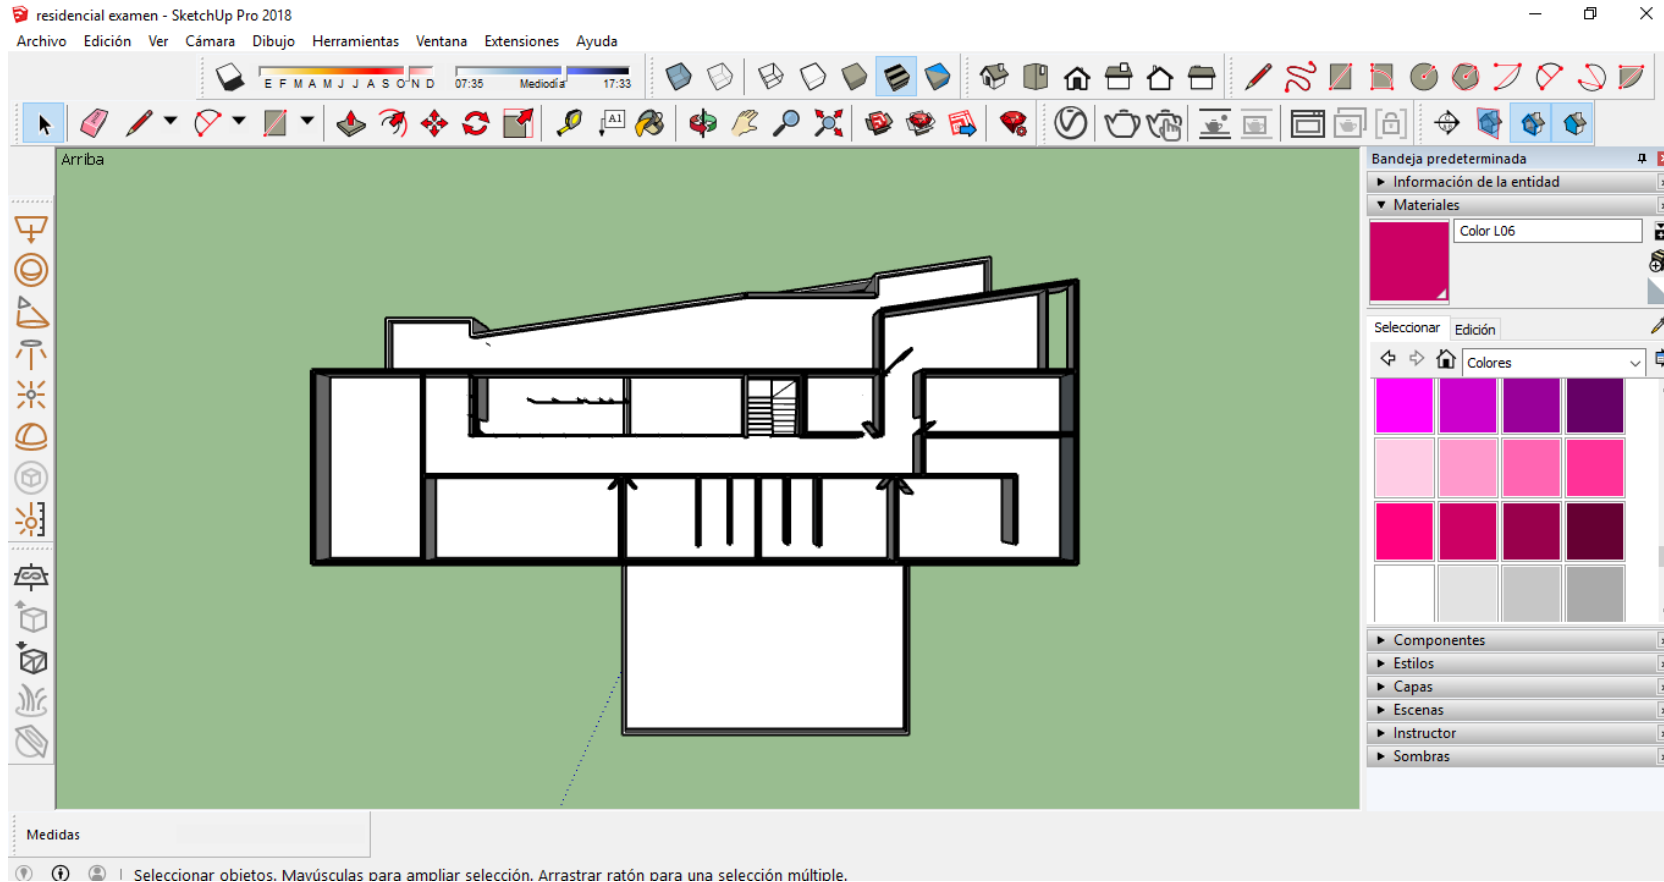 residencial examen - SketchUp Pro 2018
Archivo Edición Ver Cámara Dibujo Herramientas Ventana Extensiones Ayuda
E F M A M J J A S O N D 07:35 Mediodía 17:33
A1
Arriba
Bandeja predeterminada
Información de la entidad
Materiales
Color L06
Seleccionar Edición
Colores
Componentes
Estilos
Capas
Escenas
Instructor
Sombras
Medidas
Seleccionar objetos. Mayúsculas para ampliar selección. Arrastrar ratón para una selección múltiple.